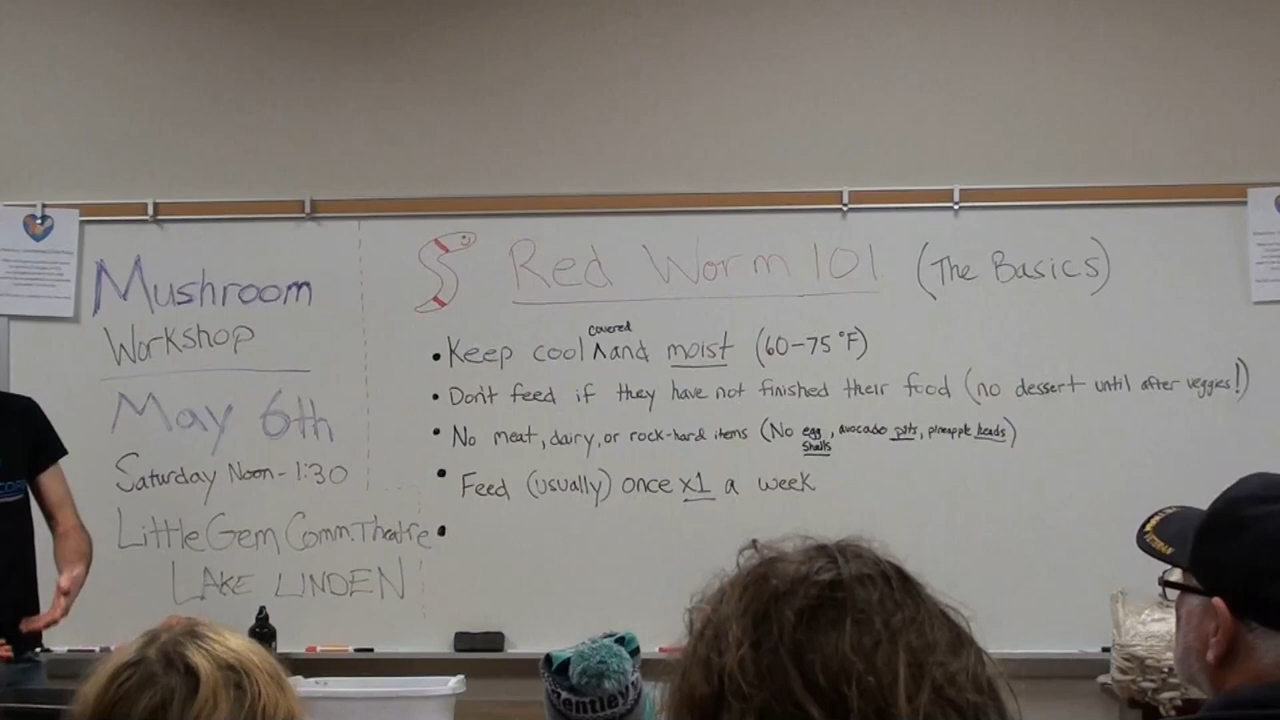 Mushroom
Workshop
May 6th
Saturday Noon - 1:30
Little Gem Comm. Theatre
LAKE LINDEN
Red Worm 101 (The Basics)
• Keep cool ^ covered and moist (60-75°F)
• Don't feed if they have not finished their food (no dessert until after veggies!)
• No meat, dairy, or rock-hard items (No egg shells, avocado pits, pineapple heads)
• Feed (usually) once x1 a week
•
VETERAN